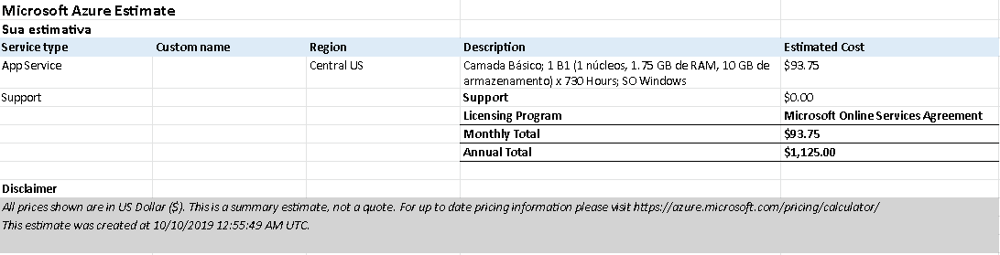 Microsoft Azure Estimate
Sua estimativa
Service type Custom name Region Description Estimated Cost
App Service Central US Camada Básico; 1 B1 (1 núcleos, 1.75 GB de RAM, 10 GB de $93.75
armazenamento) x 730 Hours; SO Windows
Support Support $0.00
Licensing Program Microsoft Online Services Agreement
Monthly Total $93.75
Annual Total $1,125.00
Disclaimer
All prices shown are in US Dollar ($). This is a summary estimate, not a quote. For up to date pricing information please visit https://azure.microsoft.com/pricing/calculator/
This estimate was created at 10/10/2019 12:55:49 AM UTC.